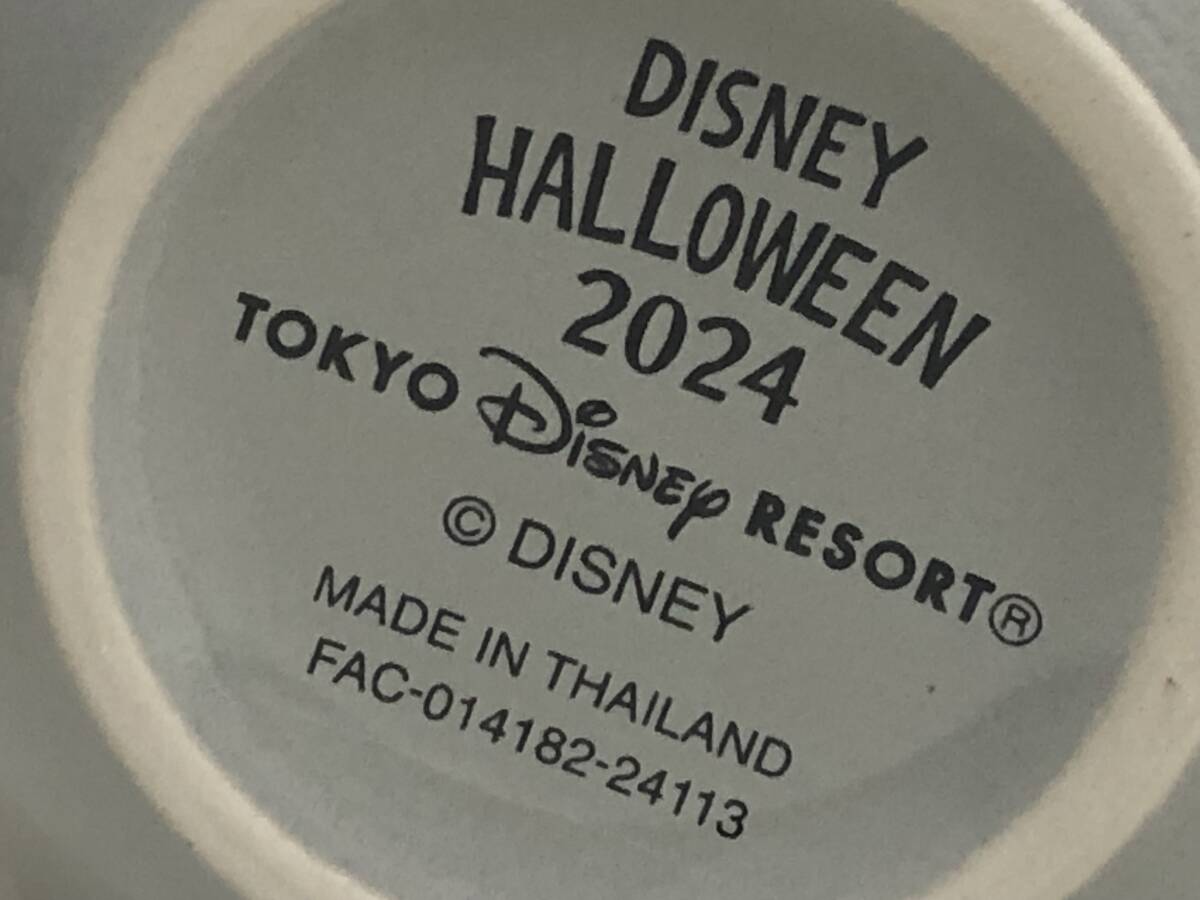 DISNEY
HALLOWEEN
2024
TOKYO DISNEY RESORT®
© DISNEY
MADE IN THAILAND
FAC-014182-24113